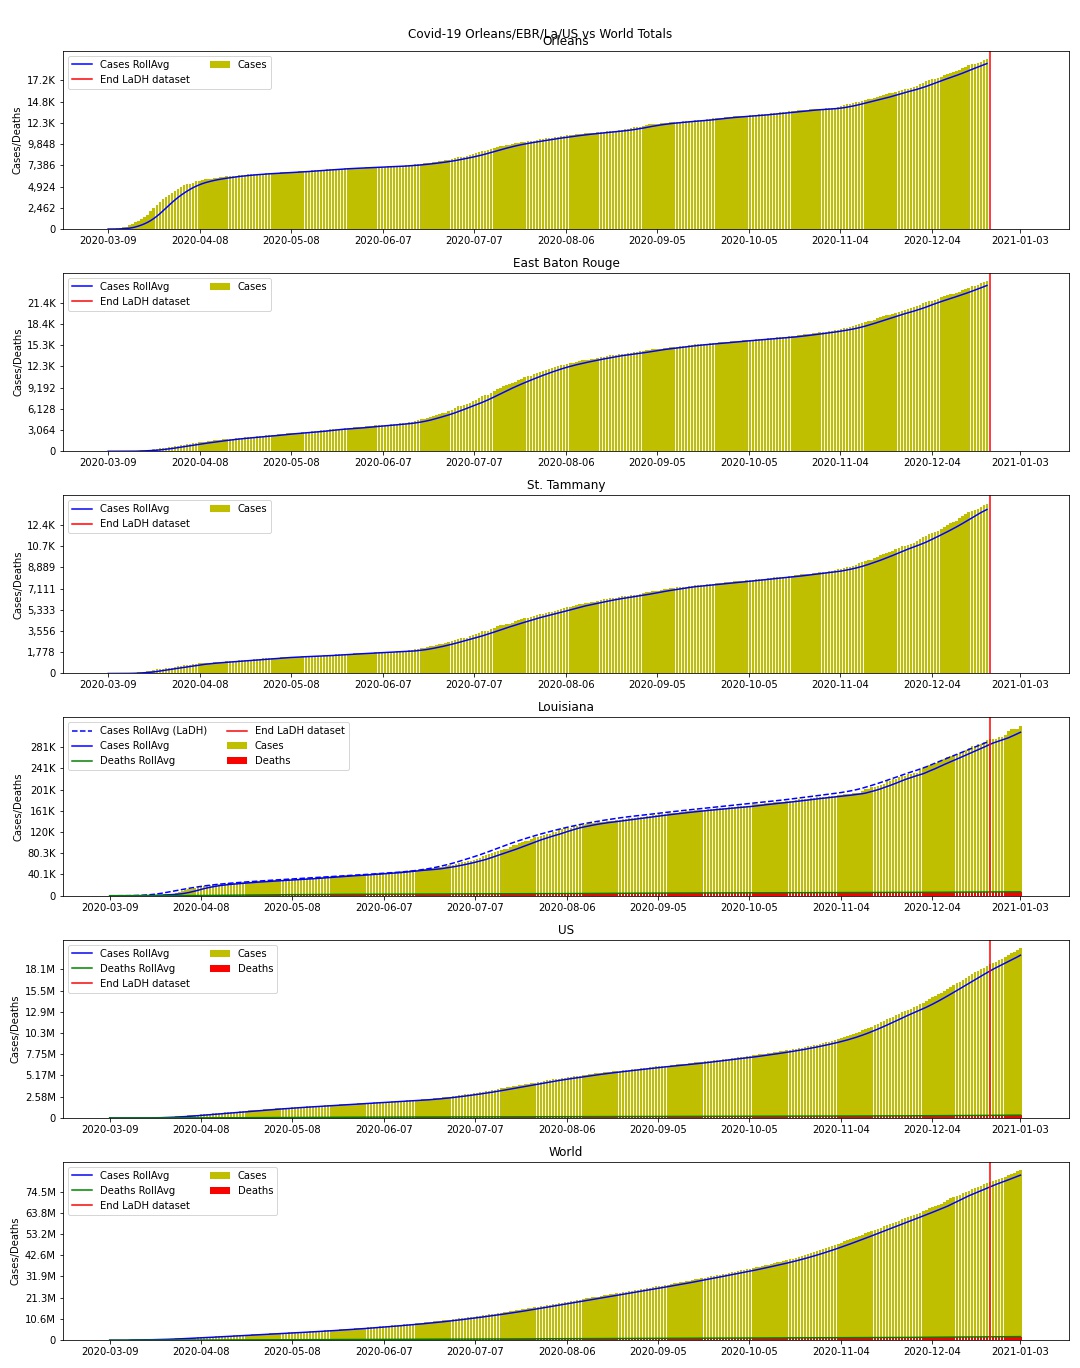 Covid-19 Orleans/EBR/La/US vs World Totals
Orleans
Cases RollAvg
End LaDH dataset
Cases
Cases/Deaths
17.2K
14.8K
12.3K
9,848
7,386
4,924
2,462
0
2020-03-09 2020-04-08 2020-05-08 2020-06-07 2020-07-07 2020-08-06 2020-09-05 2020-10-05 2020-11-04 2020-12-04 2021-01-03
East Baton Rouge
Cases RollAvg
End LaDH dataset
Cases
Cases/Deaths
21.4K
18.4K
15.3K
12.3K
9,192
6,128
3,064
0
2020-03-09 2020-04-08 2020-05-08 2020-06-07 2020-07-07 2020-08-06 2020-09-05 2020-10-05 2020-11-04 2020-12-04 2021-01-03
St. Tammany
Cases RollAvg
End LaDH dataset
Cases
Cases/Deaths
12.4K
10.7K
8,889
7,111
5,333
3,556
1,778
0
2020-03-09 2020-04-08 2020-05-08 2020-06-07 2020-07-07 2020-08-06 2020-09-05 2020-10-05 2020-11-04 2020-12-04 2021-01-03
Louisiana
Cases RollAvg (LaDH)
Cases RollAvg
Deaths RollAvg
End LaDH dataset
Cases
Deaths
Cases/Deaths
281K
241K
201K
161K
120K
80.3K
40.1K
0
2020-03-09 2020-04-08 2020-05-08 2020-06-07 2020-07-07 2020-08-06 2020-09-05 2020-10-05 2020-11-04 2020-12-04 2021-01-03
US
Cases RollAvg
Deaths RollAvg
End LaDH dataset
Cases
Deaths
Cases/Deaths
18.1M
15.5M
12.9M
10.3M
7.75M
5.17M
2.58M
0
2020-03-09 2020-04-08 2020-05-08 2020-06-07 2020-07-07 2020-08-06 2020-09-05 2020-10-05 2020-11-04 2020-12-04 2021-01-03
World
Cases RollAvg
Deaths RollAvg
End LaDH dataset
Cases
Deaths
Cases/Deaths
74.5M
63.8M
53.2M
42.6M
31.9M
21.3M
10.6M
0
2020-03-09 2020-04-08 2020-05-08 2020-06-07 2020-07-07 2020-08-06 2020-09-05 2020-10-05 2020-11-04 2020-12-04 2021-01-03